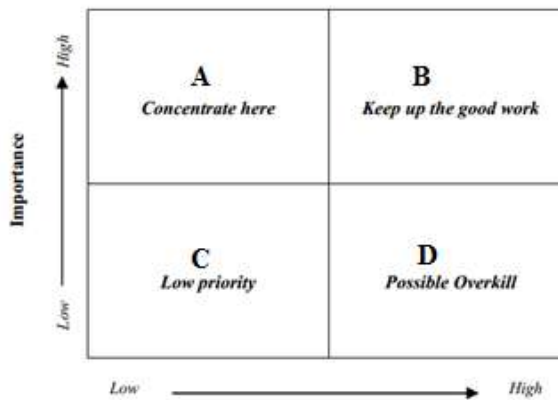 High
A
Concentrate here
B
Keep up the good work
Importance
C
Low priority
D
Possible Overkill
Low
Low
High